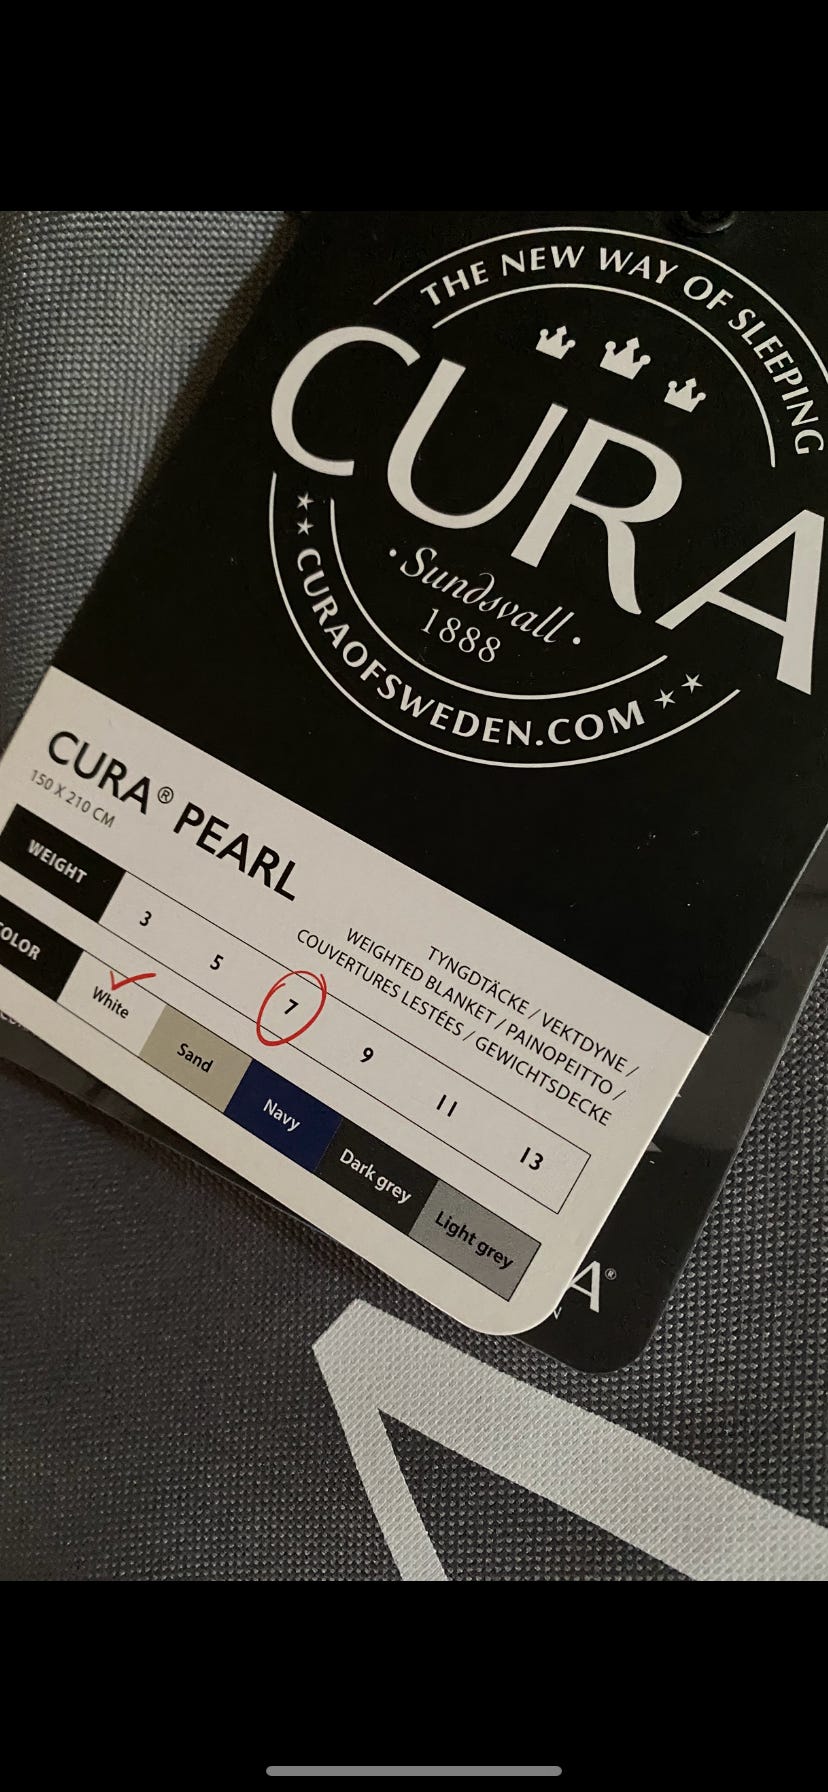 THE NEW WAY OF SLEEPING
CURA
· Sundsvall ·
1888
CURAOFSWEDEN.COM
CURA® PEARL
150 X 210 CM
TYNGDTÄCKE / VEKTDYNE /
WEIGHTED BLANKET / PAINOPEITTO /
COUVERTURES LESTÉES / GEWICHTSDECKE
WEIGHT 3 5 7 9 11 13
COLOR White Sand Navy Dark grey Light grey
A®